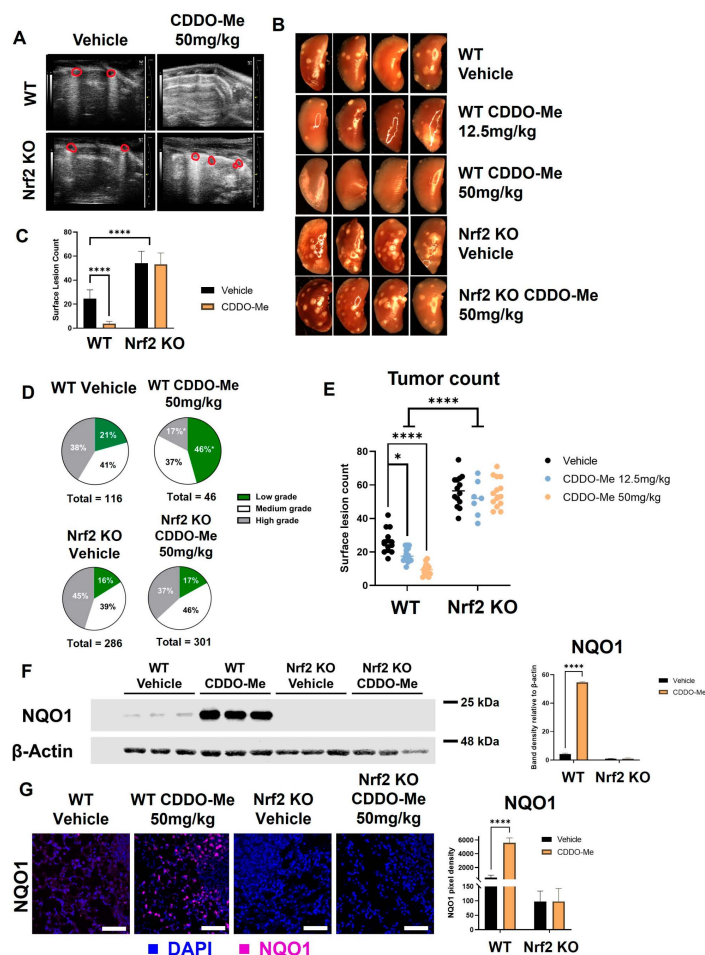 A
Vehicle
CDDO-Me
50mg/kg
WT
Nrf2 KO
B
WT
Vehicle
WT CDDO-Me
12.5mg/kg
WT CDDO-Me
50mg/kg
Nrf2 KO
Vehicle
Nrf2 KO CDDO-Me
50mg/kg
C
Surface Lesion Count
80
60
40
20
0
****
****
WT
Nrf2 KO
Vehicle
CDDO-Me
D
WT Vehicle
38%
21%
41%
Total = 116
WT CDDO-Me
50mg/kg
17%*
46%*
37%
Total = 46
Low grade
Medium grade
High grade
Nrf2 KO
Vehicle
45%
16%
39%
Total = 286
Nrf2 KO
CDDO-Me
50mg/kg
37%
17%
46%
Total = 301
E
Tumor count
Surface lesion count
80
60
40
20
0
****
****
*
WT
Nrf2 KO
Vehicle
CDDO-Me 12.5mg/kg
CDDO-Me 50mg/kg
F
WT
Vehicle
WT
CDDO-Me
Nrf2 KO
Vehicle
Nrf2 KO
CDDO-Me
NQO1
25 kDa
β-Actin
48 kDa
NQO1
Band density relative to β-actin
60
40
20
0
****
WT
Nrf2 KO
Vehicle
CDDO-Me
G
WT
Vehicle
WT CDDO-Me
50mg/kg
Nrf2 KO
Vehicle
Nrf2 KO
CDDO-Me
50mg/kg
NQO1
DAPI
NQO1
NQO1
NQO1 pixel density
6000
4000
2000
150
100
50
0
****
WT
Nrf2 KO
Vehicle
CDDO-Me